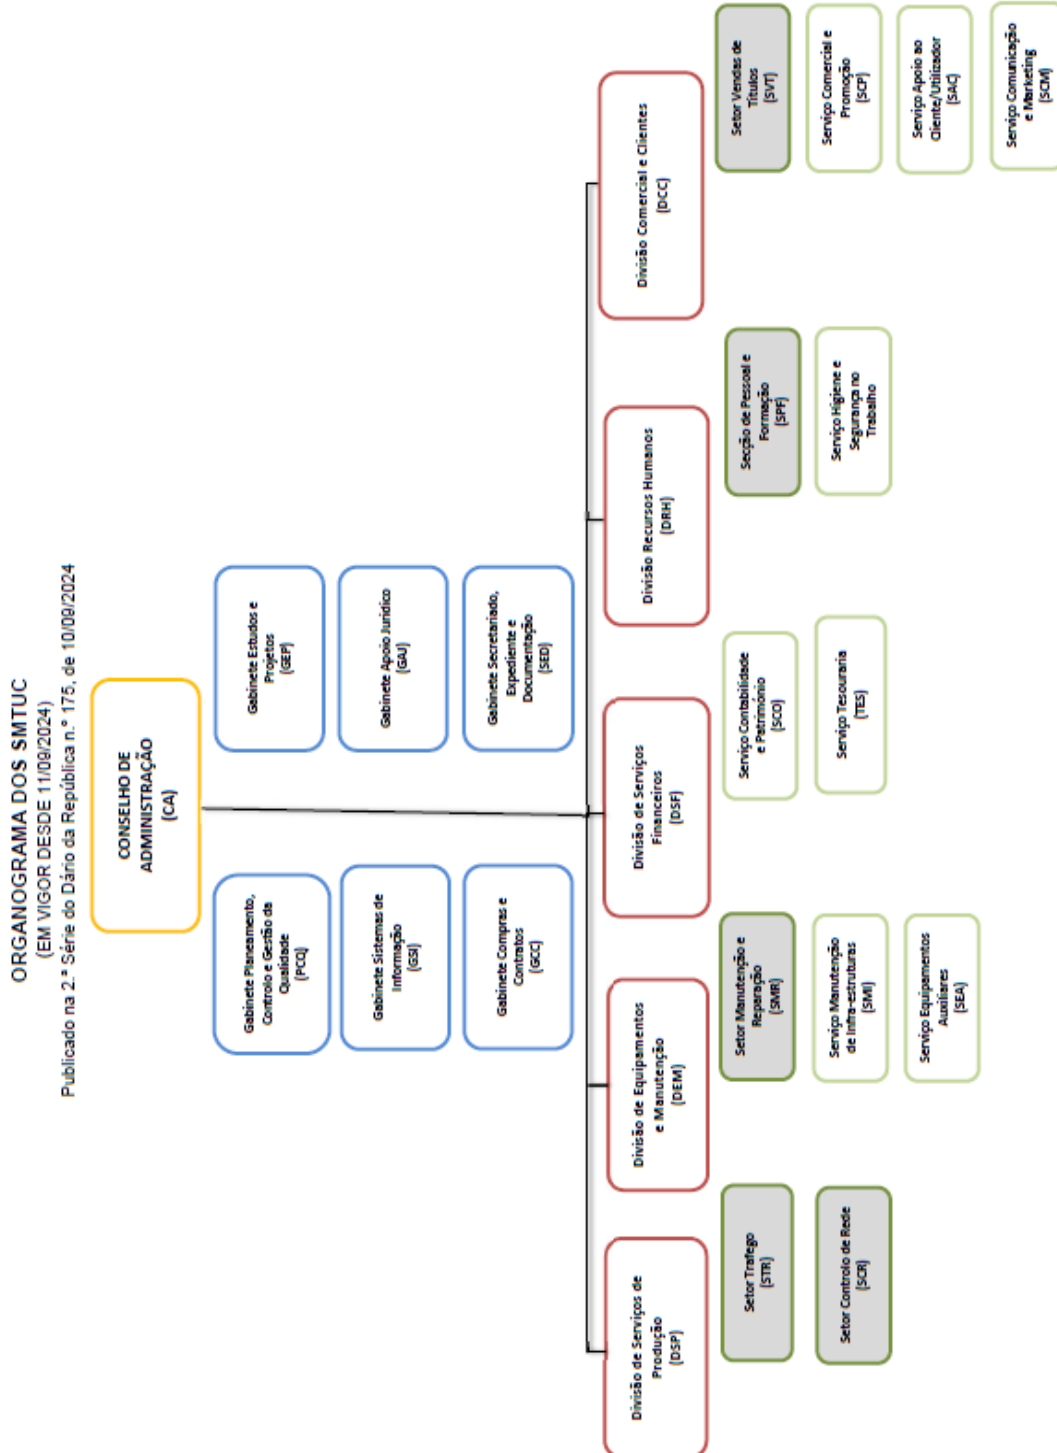 ORGANOGRAMA DOS SMTUC
(EM VIGOR DESDE 11/09/2024)
Publicado na 2.ª Série do Dário da República n.º 175, de 10/09/2024
CONSELHO DE
ADMINISTRAÇÃO
(CA)
Gabinete Planeamento,
Controlo e Gestão da
Qualidade
(PCQ)
Gabinete Estudos e
Projetos
(GEP)
Gabinete Sistemas de
Informação
(GSI)
Gabinete Apoio Jurídico
(GAJ)
Gabinete Compras e
Contratos
(GCC)
Gabinete Secretariado,
Expediente e
Documentação
(SED)
Divisão de Serviços de
Produção
(DSP)
Divisão de Equipamentos
e Manutenção
(DEM)
Divisão de Serviços
Financeiros
(DSF)
Divisão Recursos Humanos
(DRH)
Divisão Comercial e Clientes
(DCC)
Setor Trafego
(STR)
Setor Controlo de Rede
(SCR)
Setor Manutenção e
Reparação
(SMR)
Serviço Manutenção
de Infra-estruturas
(SMI)
Serviço Equipamentos
Auxiliares
(SEA)
Serviço Contabilidade
e Património
(SCO)
Serviço Tesouraria
(TES)
Secção de Pessoal e
Formação
(SPF)
Serviço Higiene e
Segurança no
Trabalho
Setor Vendas de
Títulos
(SVT)
Serviço Comercial e
Promoção
(SCP)
Serviço Apoio ao
Cliente/Utilizador
(SAC)
Serviço Comunicação
e Marketing
(SCM)